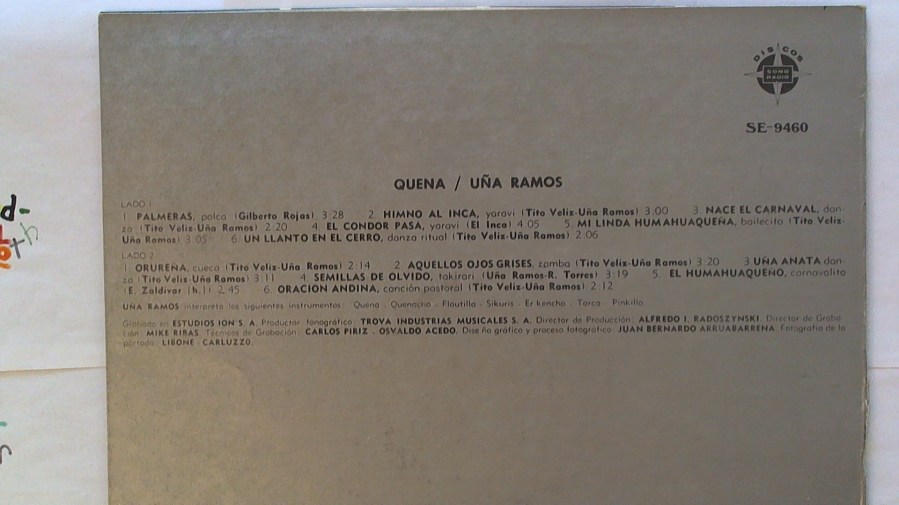 DISCOS
SONO
RADIO
SE-9460
QUENA / UÑA RAMOS
LADO 1
1. PALMERAS, polca (Gilberto Rojas) 3:28 2. HIMNO AL INCA, yaraví (Tito Veliz-Uña Ramos) 3:00 3. NACE EL CARNAVAL, dan-
za (Tito Veliz-Uña Ramos) 2:20 4. EL CONDOR PASA, yaraví (El Inca) 4:05 5. MI LINDA HUMAHUAQUEÑA, bailecito (Tito Veliz-
Uña Ramos) 3:05 6. UN LLANTO EN EL CERRO, danza ritual (Tito Veliz-Uña Ramos) 2:06
LADO 2
1. ORUREÑA, cueca (Tito Veliz-Uña Ramos) 2:14 2. AQUELLOS OJOS GRISES, zamba (Tito Veliz-Uña Ramos) 3:20 3 UÑA ANATA dan-
za (Tito Veliz-Uña Ramos) 3:11 4. SEMILLAS DE OLVIDO, takirari (Uña Ramos-R. Torres) 3:19 5. EL HUMAHUAQUEÑO, carnavalito
(E. Zaldivar (h.)) 2:45 6. ORACION ANDINA, canción pastoral (Tito Veliz-Uña Ramos) 2:12
UÑA RAMOS interpreta los siguientes instrumentos: Quena - Quenacho - Flautilla - Sikuris - Erkencho - Tarca - Pinkillo
Grabado en ESTUDIOS ION S. A. Productor fonográfico: TROVA INDUSTRIAS MUSICALES S. A. Director de Producción: ALFREDO I. RADOSZYNSKI. Director de Graba-
ción: MIKE RIBAS. Técnicos de Grabación: CARLOS PIRIZ - OSVALDO ACEDO. Diseño gráfico y proceso fotográfico: JUAN BERNARDO ARRUABARRENA. Fotografía de la
portada: LIBONE - CARLUZZO.